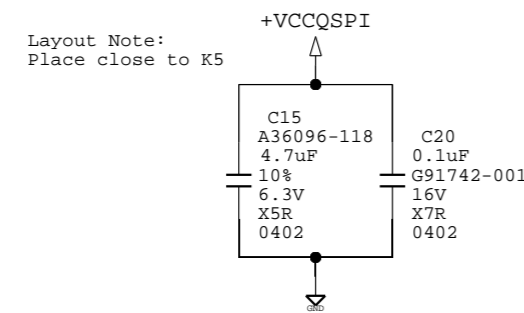 +VCCQSPI
Layout Note:
Place close to K5
C15
A36096-118
4.7uF
10%
6.3V
X5R
0402
C20
0.1uF
G91742-001
16V
X7R
0402
GND